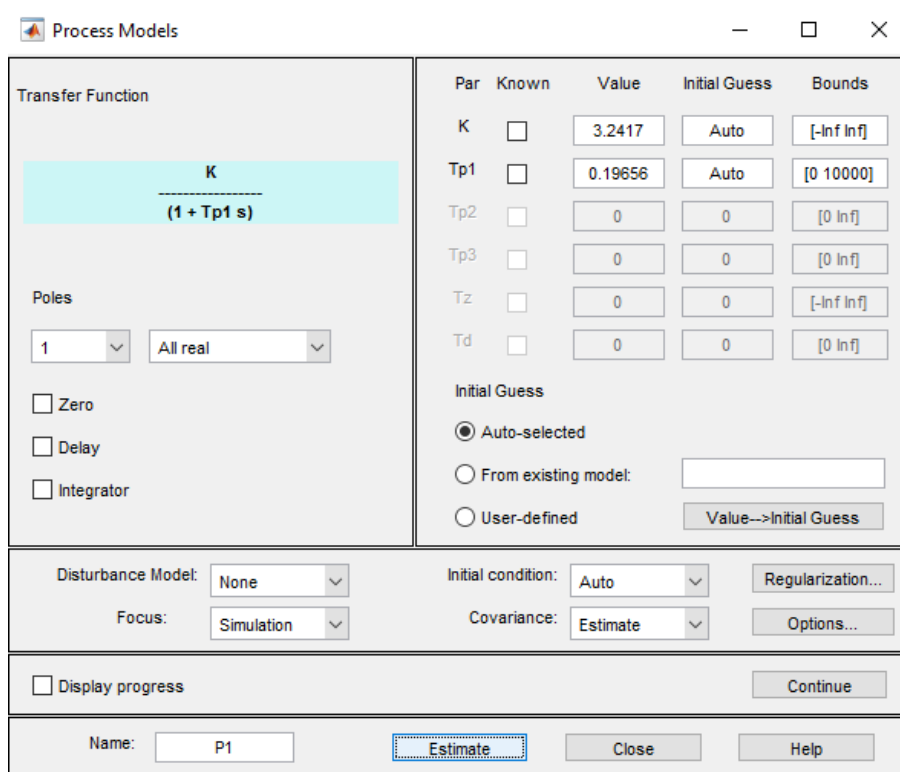 Process Models
Transfer Function
K
-----------------
(1 + Tp1 s)
Poles
1 All real
Zero
Delay
Integrator
Par Known Value Initial Guess Bounds
K 3.2417 Auto [-Inf Inf]
Tp1 0.19656 Auto [0 10000]
Tp2 0 0 [0 Inf]
Tp3 0 0 [0 Inf]
Tz 0 0 [-Inf Inf]
Td 0 0 [0 Inf]
Initial Guess
Auto-selected
From existing model:
User-defined Value-->Initial Guess
Disturbance Model: None Initial condition: Auto Regularization...
Focus: Simulation Covariance: Estimate Options...
Display progress Continue
Name: P1 Estimate Close Help